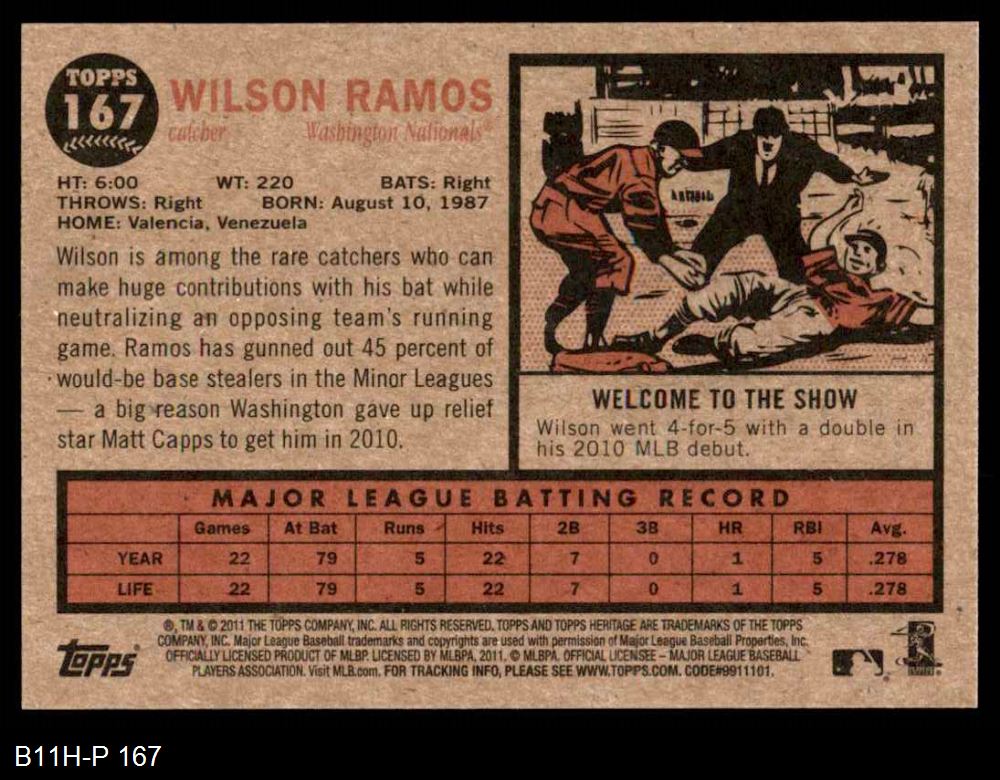 TOPPS
167
WILSON RAMOS
catcher Washington Nationals®
HT: 6:00 WT: 220 BATS: Right
THROWS: Right BORN: August 10, 1987
HOME: Valencia, Venezuela
Wilson is among the rare catchers who can
make huge contributions with his bat while
neutralizing an opposing team's running
game. Ramos has gunned out 45 percent of
would-be base stealers in the Minor Leagues
— a big reason Washington gave up relief
star Matt Capps to get him in 2010.
WELCOME TO THE SHOW
Wilson went 4-for-5 with a double in
his 2010 MLB debut.
MAJOR LEAGUE BATTING RECORD
Games At Bat Runs Hits 2B 3B HR RBI Avg.
YEAR 22 79 5 22 7 0 1 5 .278
LIFE 22 79 5 22 7 0 1 5 .278
®, TM & © 2011 THE TOPPS COMPANY, INC. ALL RIGHTS RESERVED. TOPPS AND TOPPS HERITAGE ARE TRADEMARKS OF THE TOPPS
COMPANY, INC. Major League Baseball trademarks and copyrights are used with permission of Major League Baseball Properties, Inc.
OFFICIALLY LICENSED PRODUCT OF MLBP. LICENSED BY MLBPA, 2011. © MLBPA. OFFICIAL LICENSEE – MAJOR LEAGUE BASEBALL
PLAYERS ASSOCIATION. Visit MLB.com. FOR TRACKING INFO, PLEASE SEE WWW.TOPPS.COM. CODE#9911101.
Topps®
B11H-P 167